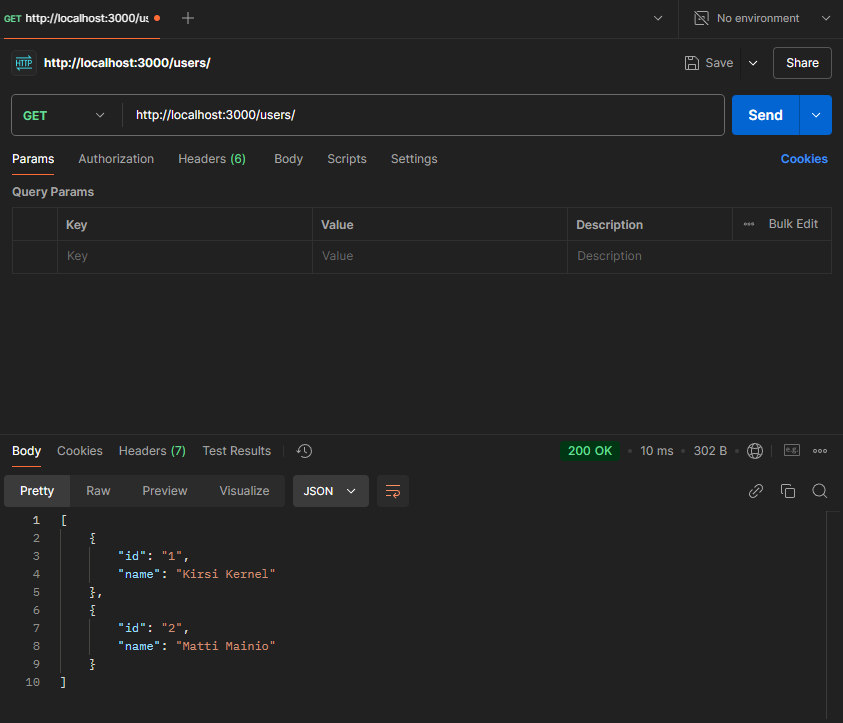 GET http://localhost:3000/us
No environment
HTTP http://localhost:3000/users/
Save
Share
GET http://localhost:3000/users/
Send
Params Authorization Headers (6) Body Scripts Settings Cookies
Query Params
Key Value Description ••• Bulk Edit
Key Value Description
Body Cookies Headers (7) Test Results 200 OK • 10 ms • 302 B • e.g. •••
Pretty Raw Preview Visualize JSON
1 [
2 {
3 "id": "1",
4 "name": "Kirsi Kernel"
5 },
6 {
7 "id": "2",
8 "name": "Matti Mainio"
9 }
10 ]